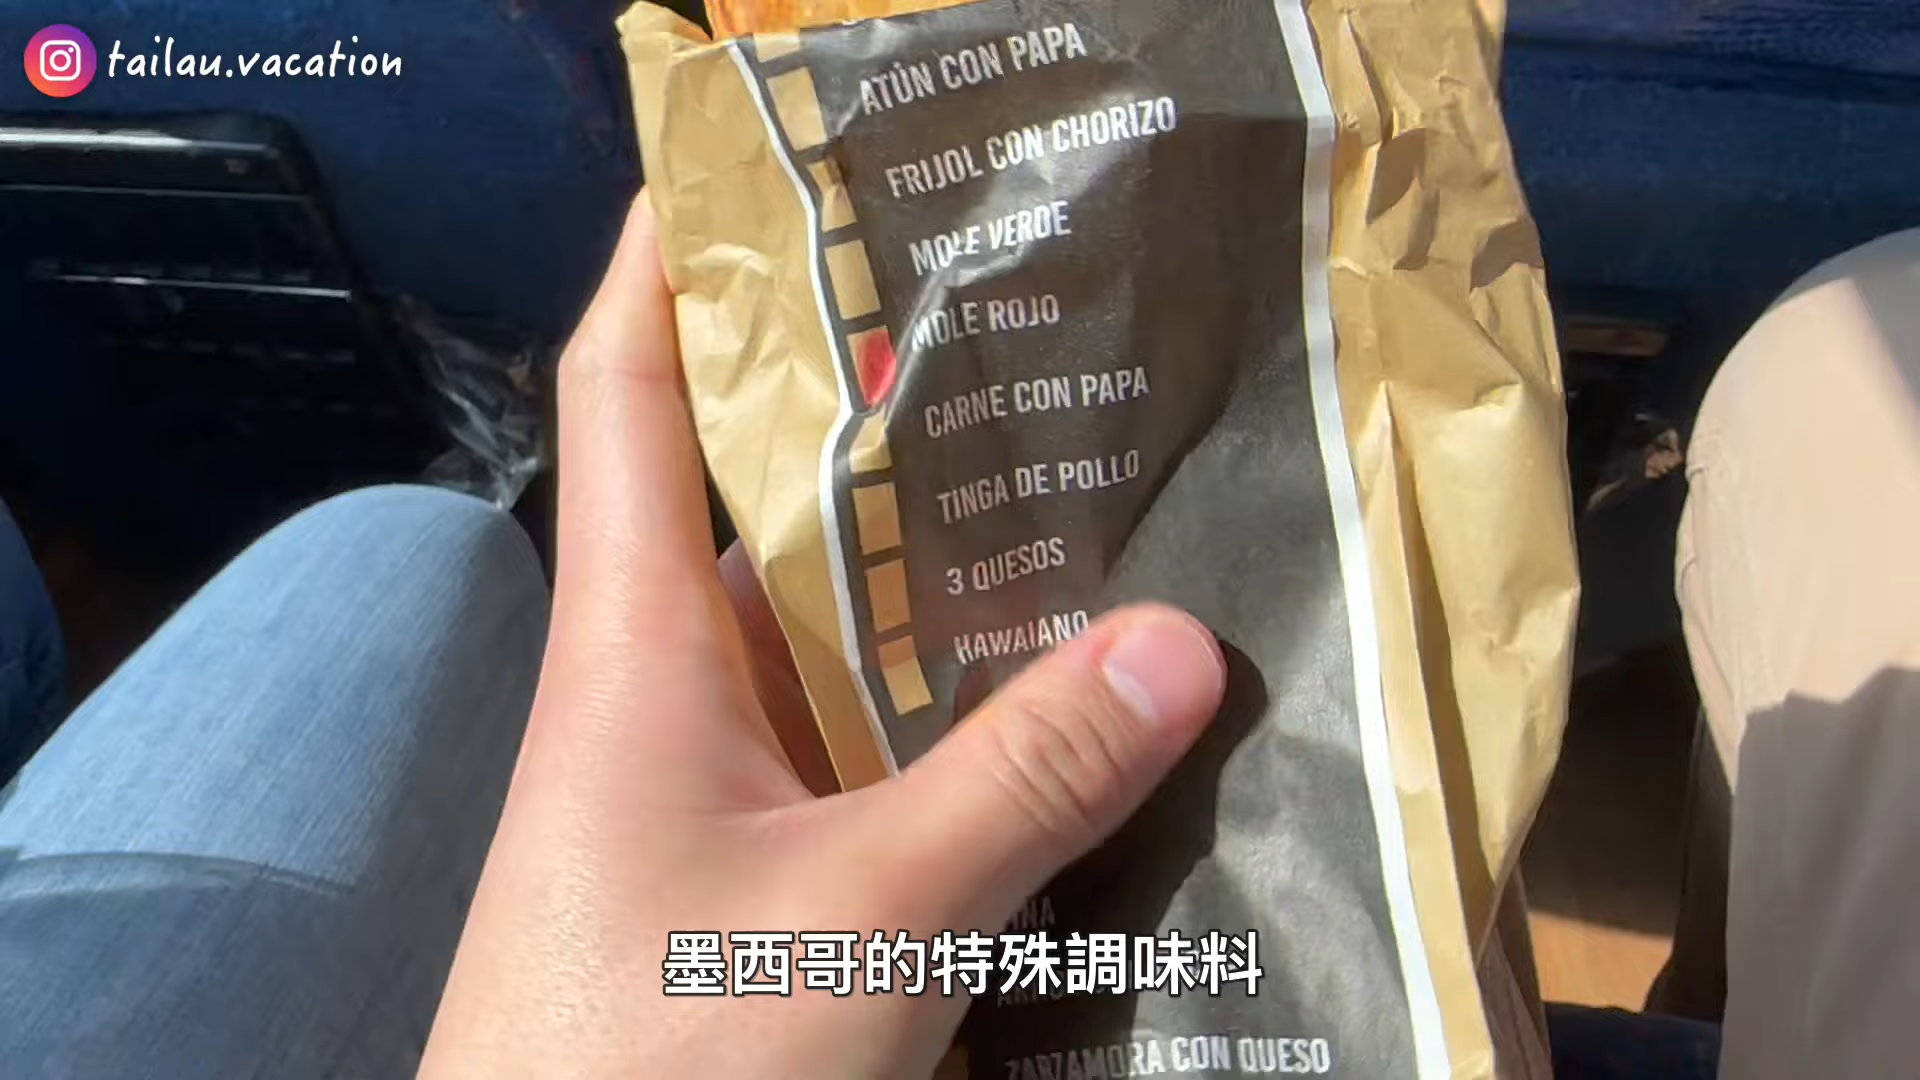 tailau.vacation
ATÚN CON PAPA
FRIJOL CON CHORIZO
MOLE VERDE
MOLE ROJO
CARNE CON PAPA
TINGA DE POLLO
3 QUESOS
HAWAIANO
墨西哥的特殊調味料
ZARZAMORA CON QUESO